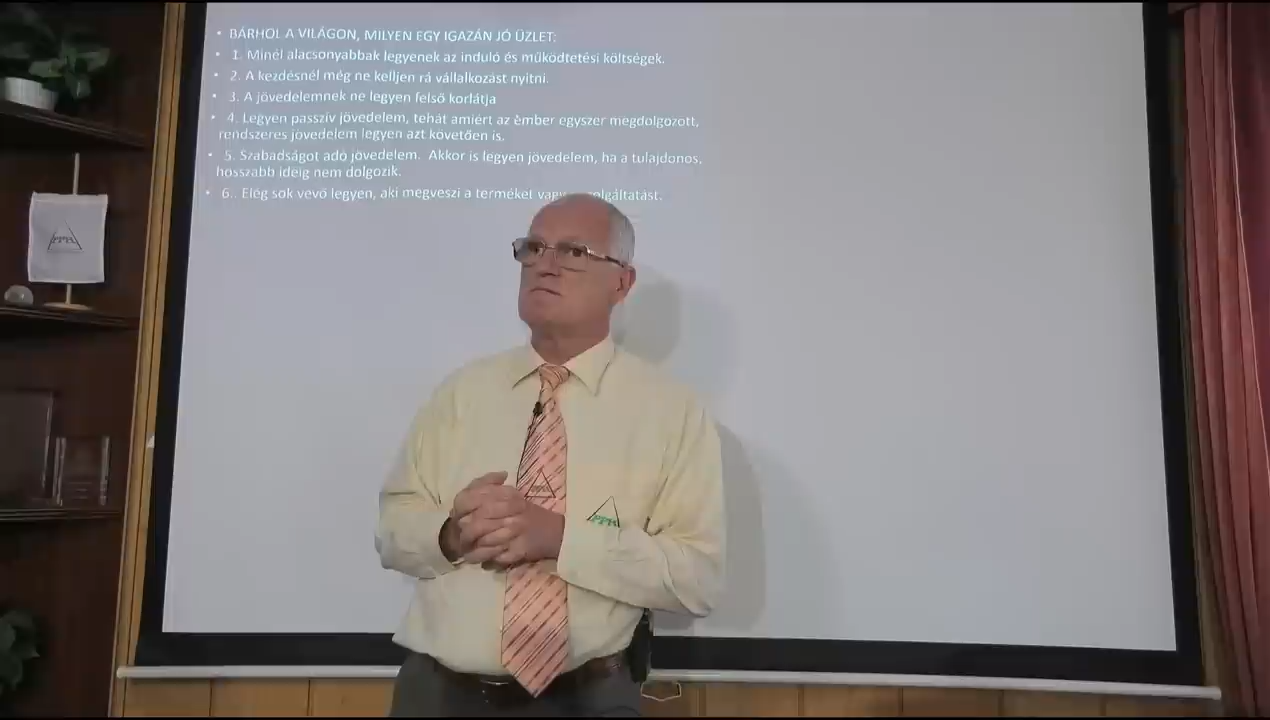 • BÁRHOL A VILÁGON, MILYEN EGY IGAZÁN JÓ ÜZLET:
• 1. Minél alacsonyabbak legyenek az induló és működtetési költségek.
• 2. A kezdésnél még ne kelljen rá vállalkozást nyitni.
• 3. A jövedelemnek ne legyen felső korlátja
• 4. Legyen passzív jövedelem, tehát amiért az ember egyszer megdolgozott,
rendszeres jövedelem legyen azt követően is.
• 5. Szabadságot adó jövedelem. Akkor is legyen jövedelem, ha a tulajdonos,
hosszabb ideig nem dolgozik.
• 6.. Elég sok vevő legyen, aki megveszi a terméket